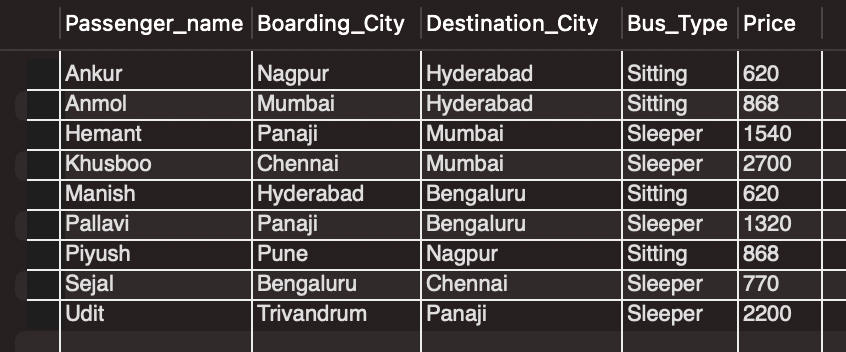 Passenger_name Boarding_City Destination_City Bus_Type Price
Ankur Nagpur Hyderabad Sitting 620
Anmol Mumbai Hyderabad Sitting 868
Hemant Panaji Mumbai Sleeper 1540
Khusboo Chennai Mumbai Sleeper 2700
Manish Hyderabad Bengaluru Sitting 620
Pallavi Panaji Bengaluru Sleeper 1320
Piyush Pune Nagpur Sitting 868
Sejal Bengaluru Chennai Sleeper 770
Udit Trivandrum Panaji Sleeper 2200